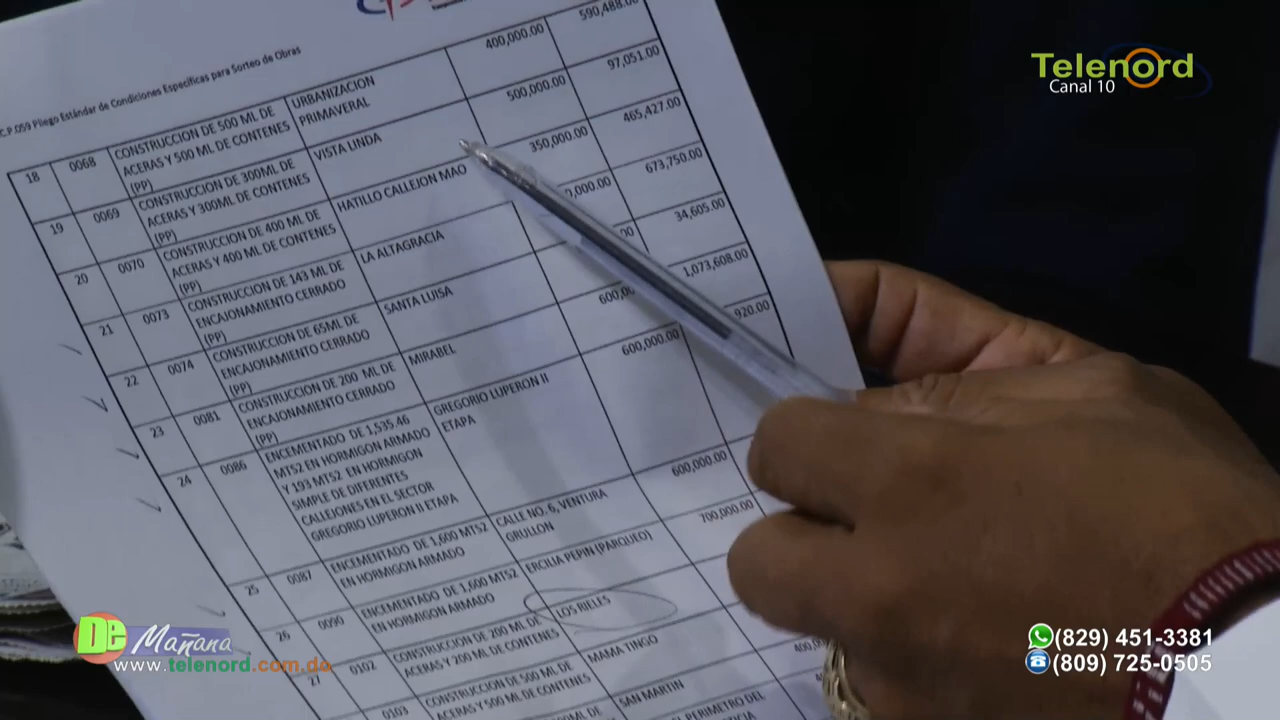 Telenord
Canal 10
C.P.059 Pliego Estándar de Condiciones Específicas para Sorteo de Obras
18 0068 CONSTRUCCION DE 500 ML DE
ACERAS Y 500 ML DE CONTENES
(PP)
URBANIZACION
PRIMAVERAL
400,000.00
590,488.00
19 0069 CONSTRUCCION DE 300ML DE
ACERAS Y 300ML DE CONTENES
(PP)
VISTA LINDA
500,000.00
97,051.00
20 0070 CONSTRUCCION DE 400 ML DE
ACERAS Y 400 ML DE CONTENES
(PP)
HATILLO CALLEJON MAO
350,000.00
465,427.00
21 0073 CONSTRUCCION DE 143 ML DE
ENCAJONAMIENTO CERRADO
(PP)
LA ALTAGRACIA
673,750.00
22 0074 CONSTRUCCION DE 65ML DE
ENCAJONAMIENTO CERRADO
(PP)
SANTA LUISA
34,605.00
23 0081 CONSTRUCCION DE 200 ML DE
ENCAJONAMIENTO CERRADO
(PP)
MIRABEL
1,073,608.00
24 0086 ENCEMENTADO DE 1,535.46
MTS2 EN HORMIGON ARMADO
Y 193 MTS2 EN HORMIGON
SIMPLE DE DIFERENTES
CALLEJONES EN EL SECTOR
GREGORIO LUPERON II ETAPA
GREGORIO LUPERON II
ETAPA
600,000.00
25 0087 ENCEMENTADO DE 1,600 MTS2
EN HORMIGON ARMADO
CALLE NO. 6, VENTURA
GRULLON
600,000.00
26 0090 ENCEMENTADO DE 1,600 MTS2
EN HORMIGON ARMADO
ERCILIA PEPIN (PARQUEO)
700,000.00
27 0102 CONSTRUCCION DE 200 ML DE
ACERAS Y 200 ML DE CONTENES
LOS RIELES
0103 CONSTRUCCION DE 500 ML DE
ACERAS Y 500 ML DE CONTENES
MAMA TINGO
SAN MARTIN
PERIMETRO DEL
De Mañana
www.telenord.com.do
(829) 451-3381
(809) 725-0505